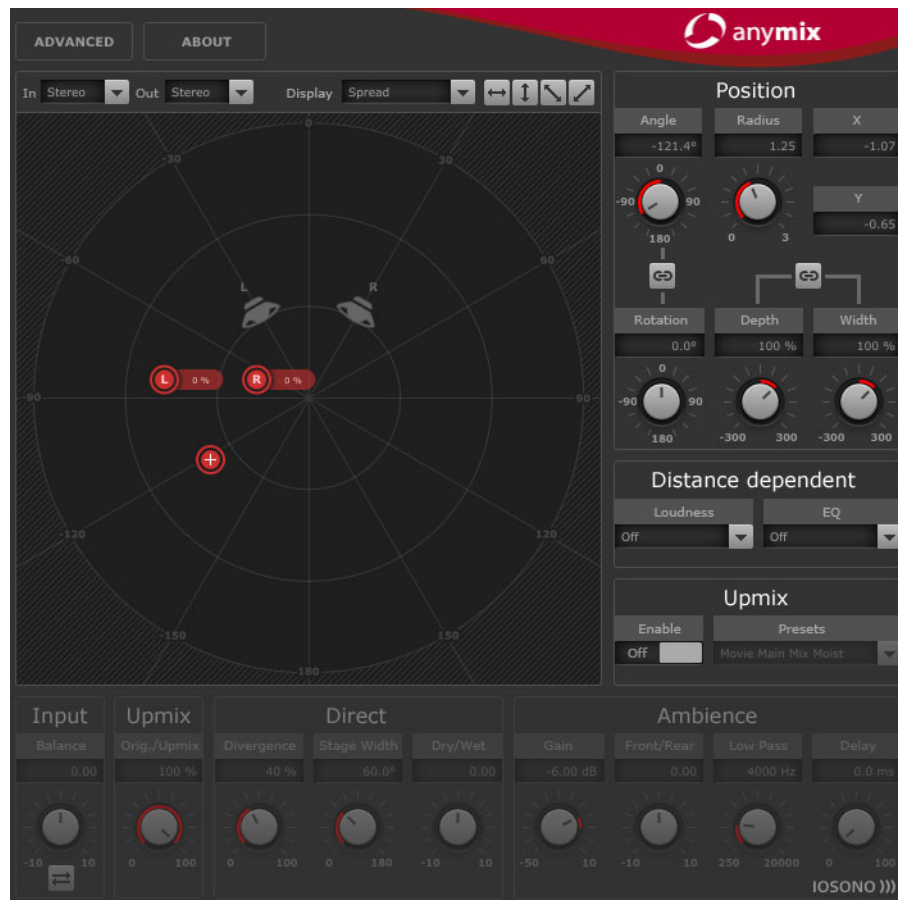 ADVANCED ABOUT anymix
In Stereo Out Stereo Display Spread
Position
Angle Radius X
-121.4° 1.25 -1.07
0
-90 90
180
0 3
Y
-0.65
Rotation Depth Width
0.0° 100 % 100 %
0
-90 90
180
-300 300
-300 300
0
-30 30
-60 60
L R
L 0 % R 0 %
-90 90
-120 120
-150 150
180
Distance dependent
Loudness EQ
Off Off
Upmix
Enable Presets
Off Movie Main Mix Moist
Input Upmix Direct Ambience
Balance Orig./Upmix Divergence Stage Width Dry/Wet Gain Front/Rear Low Pass Delay
0.00 100 % 40 % 60.0° 0.00 -6.00 dB 0.00 4000 Hz 0.0 ms
-10 10 0 100 0 100 0 180 -10 10 -50 10 -10 10 250 20000 0 100
IOSONO )))